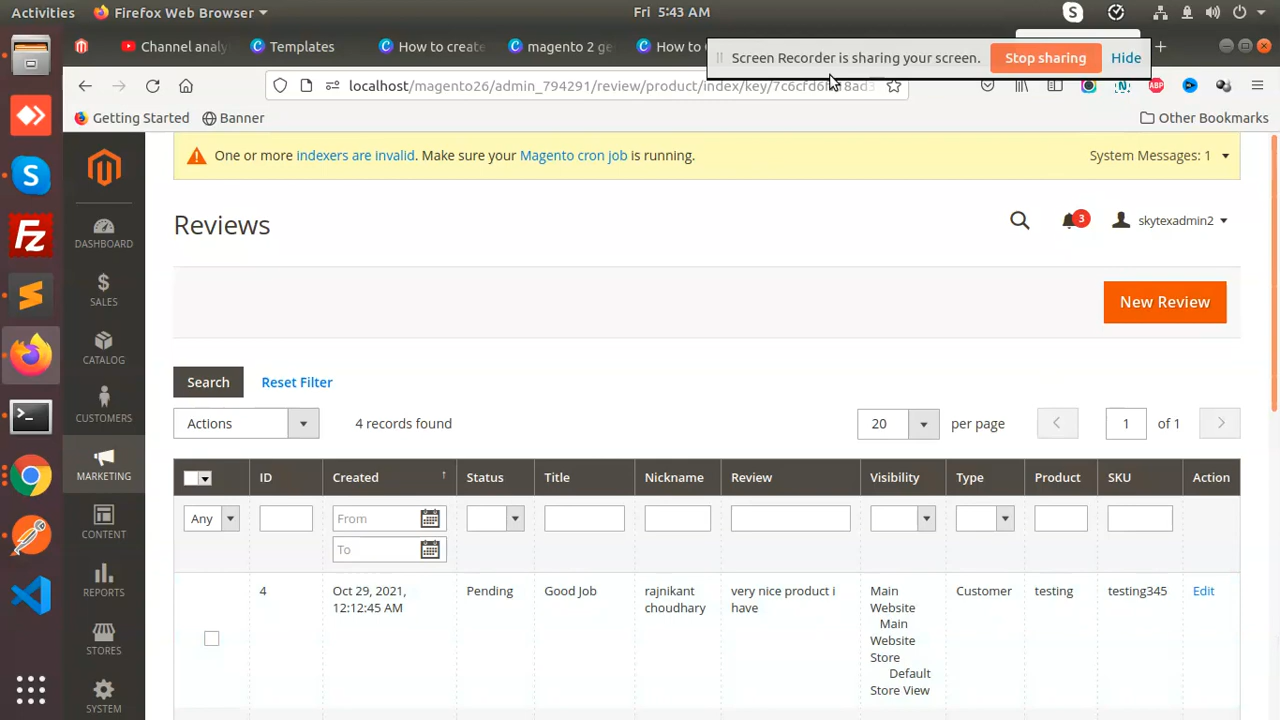 Activities
Firefox Web Browser
Fri 5:43 AM
Channel analy
Templates
How to create
magento 2 ge
How to
Screen Recorder is sharing your screen.
Stop sharing
Hide
localhost/magento26/admin_794291/review/product/index/key/7c6cfd6
Getting Started
Banner
Other Bookmarks
One or more indexers are invalid. Make sure your Magento cron job is running.
System Messages: 1
Reviews
3
skytexadmin2
New Review
DASHBOARD
SALES
CATALOG
CUSTOMERS
MARKETING
CONTENT
REPORTS
STORES
SYSTEM
Search
Reset Filter
Actions
4 records found
20
per page
1
of 1
ID
Created
Status
Title
Nickname
Review
Visibility
Type
Product
SKU
Action
Any
From
To
4
Oct 29, 2021,
12:12:45 AM
Pending
Good Job
rajnikant
choudhary
very nice product i
have
Main
Website
Main
Website
Store
Default
Store View
Customer
testing
testing345
Edit